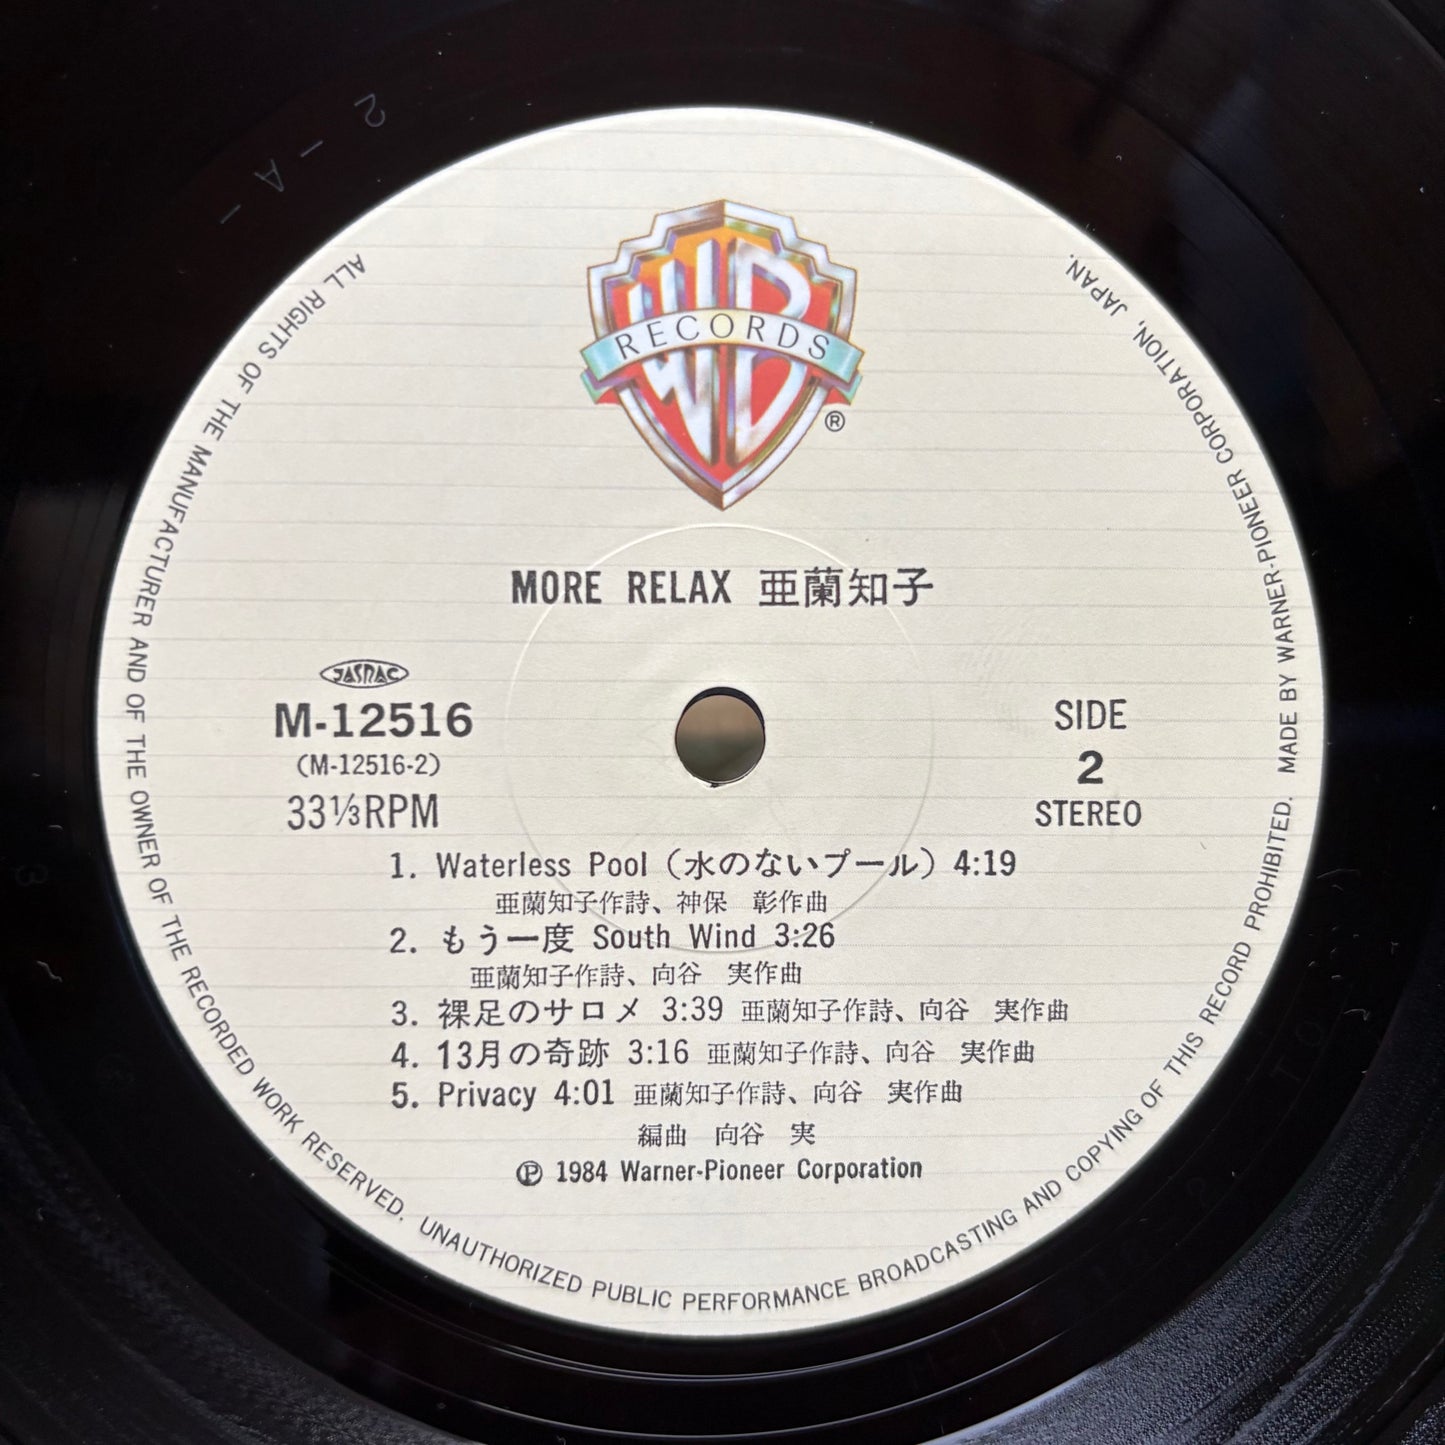 2-A-
WB
RECORDS
®
MORE RELAX 亜蘭知子
JASRAC
M-12516
(M-12516-2)
33⅓RPM
SIDE
2
STEREO
1. Waterless Pool（水のないプール）4:19
亜蘭知子作詩、神保 彰作曲
2. もう一度 South Wind 3:26
亜蘭知子作詩、向谷 実作曲
3. 裸足のサロメ 3:39 亜蘭知子作詩、向谷 実作曲
4. 13月の奇跡 3:16 亜蘭知子作詩、向谷 実作曲
5. Privacy 4:01 亜蘭知子作詩、向谷 実作曲
編曲 向谷 実
℗ 1984 Warner-Pioneer Corporation
ALL RIGHTS OF THE MANUFACTURER AND OF THE OWNER OF THE RECORDED WORK RESERVED. UNAUTHORIZED PUBLIC PERFORMANCE BROADCASTING AND COPYING OF THIS RECORD PROHIBITED. MADE BY WARNER-PIONEER CORPORATION, JAPAN.